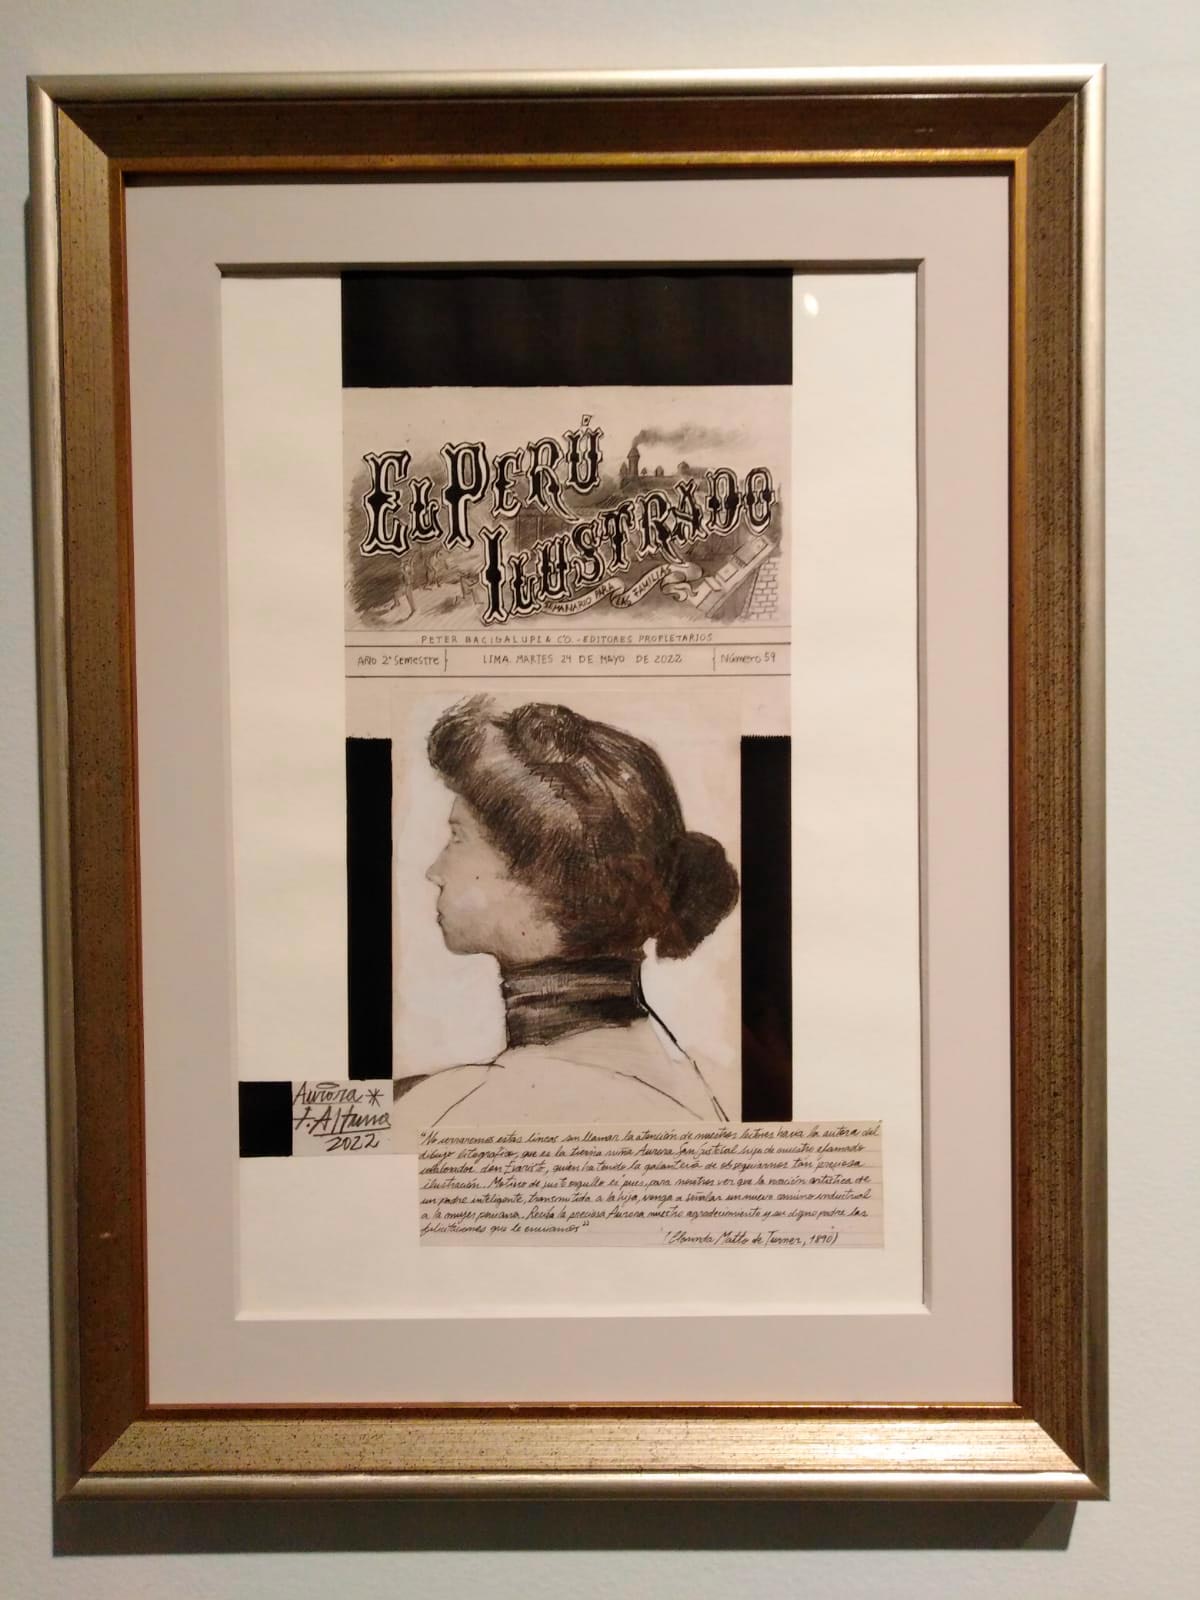 EL PERÚ
ILUSTRADO
SEMANARIO PARA LAS FAMILIAS
PETER BACIGALUPI & CO. - EDITORES PROPIETARIOS
AÑO 2° Semestre
LIMA. MARTES 24 DE MAYO DE 2022
Número 59
Aurora *
F. Altuna
2022
"No cerraremos estas líneas sin llamar la atención de nuestros lectores hacia la autora del
dibujo litográfico, que es la tierna niña Aurora San Cristóval hija de nuestro afamado
colaborador don Evaristo, quien ha tenido la galantería de obsequiarnos tan preciosa
ilustración. Motivo de justo orgullo es pues, para nosotros ver que la noción artística de
un padre inteligente, transmitida a la hija, venga a señalar un nuevo camino industrial
a la mujer peruana. Reciba la preciosa Aurora nuestro agradecimiento y su digno padre las
felicitaciones que le enviamos"
(Clorinda Matto de Turner, 1890)